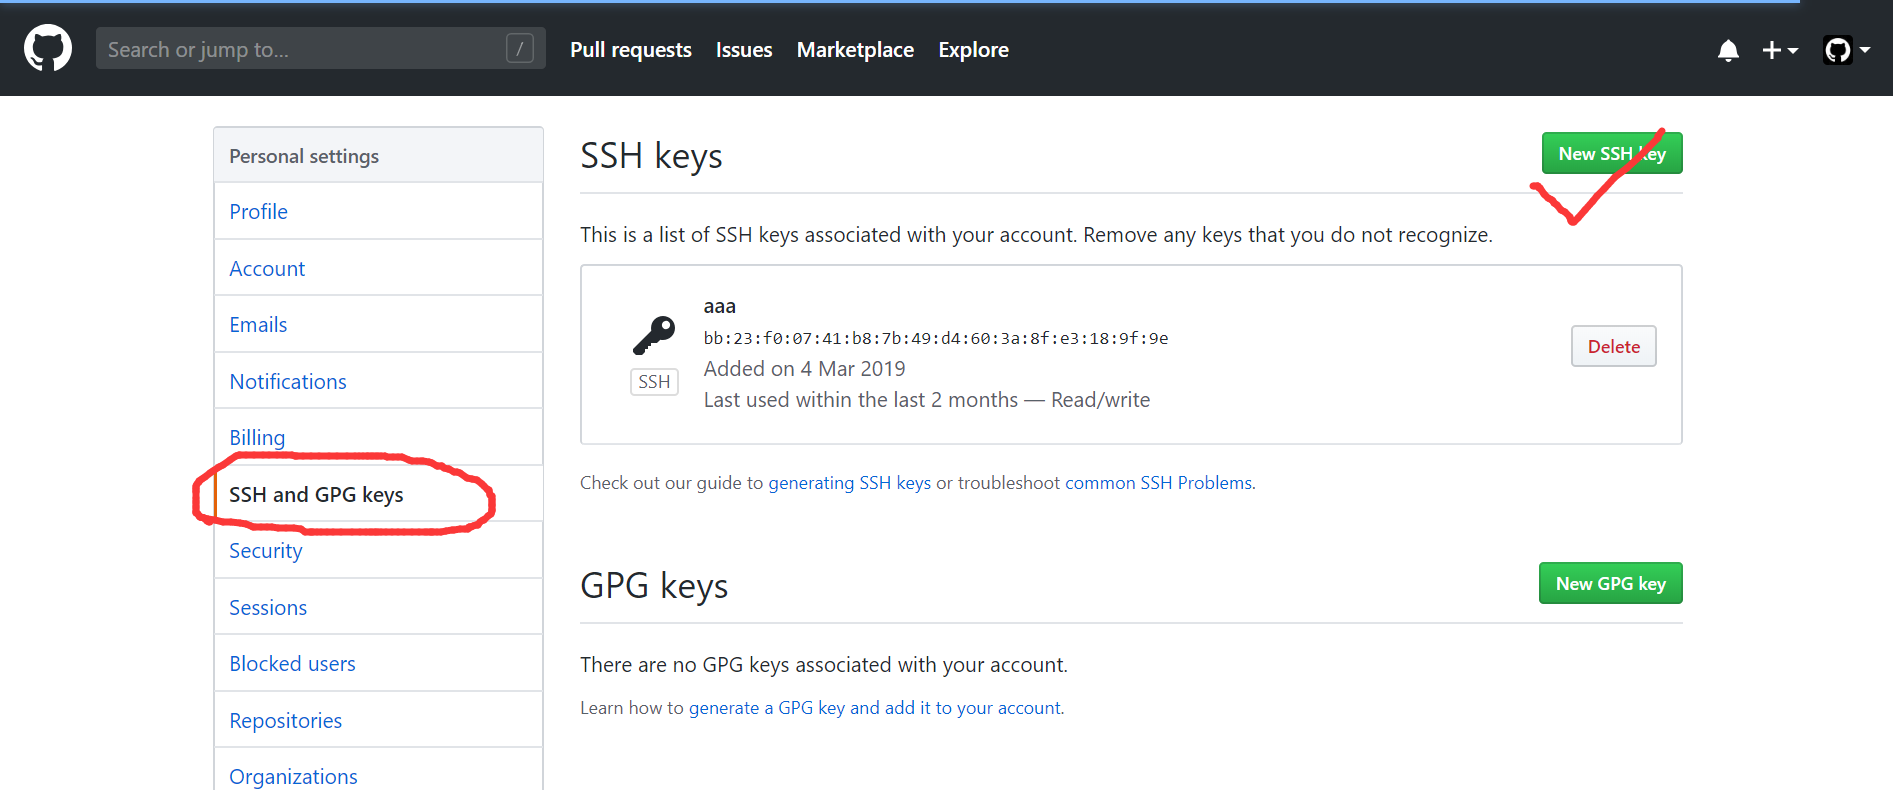 Search or jump to... /
Pull requests Issues Marketplace Explore
Personal settings
Profile
Account
Emails
Notifications
Billing
SSH and GPG keys
Security
Sessions
Blocked users
Repositories
Organizations
SSH keys
New SSH key
This is a list of SSH keys associated with your account. Remove any keys that you do not recognize.
aaa
bb:23:f0:07:41:b8:7b:49:d4:60:3a:8f:e3:18:9f:9e
Added on 4 Mar 2019
Last used within the last 2 months — Read/write
SSH
Delete
Check out our guide to generating SSH keys or troubleshoot common SSH Problems.
GPG keys
New GPG key
There are no GPG keys associated with your account.
Learn how to generate a GPG key and add it to your account.